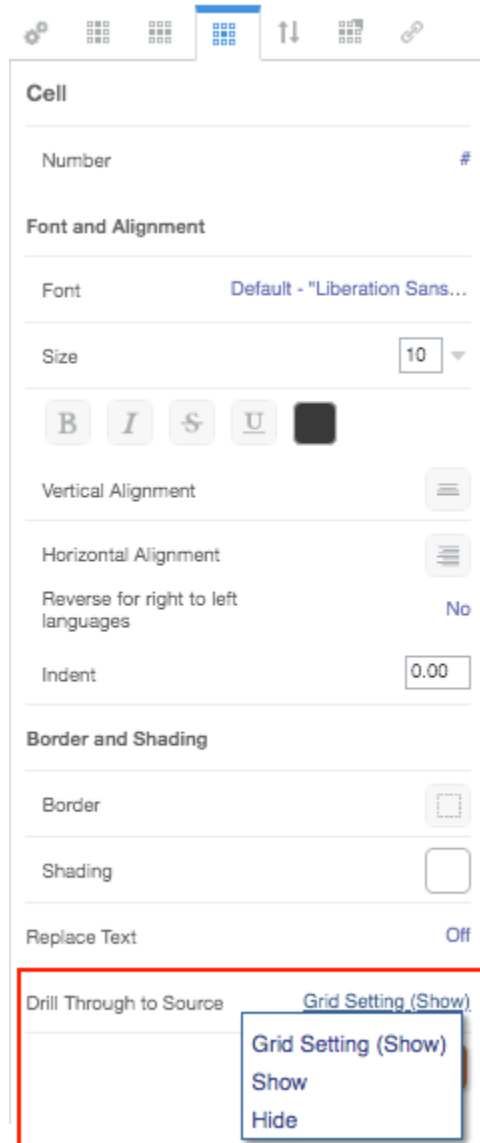 Cell
Number #
Font and Alignment
Font Default - "Liberation Sans...
Size 10
B I S U
Vertical Alignment
Horizontal Alignment
Reverse for right to left
languages No
Indent 0.00
Border and Shading
Border
Shading
Replace Text Off
Drill Through to Source Grid Setting (Show)
Grid Setting (Show)
Show
Hide